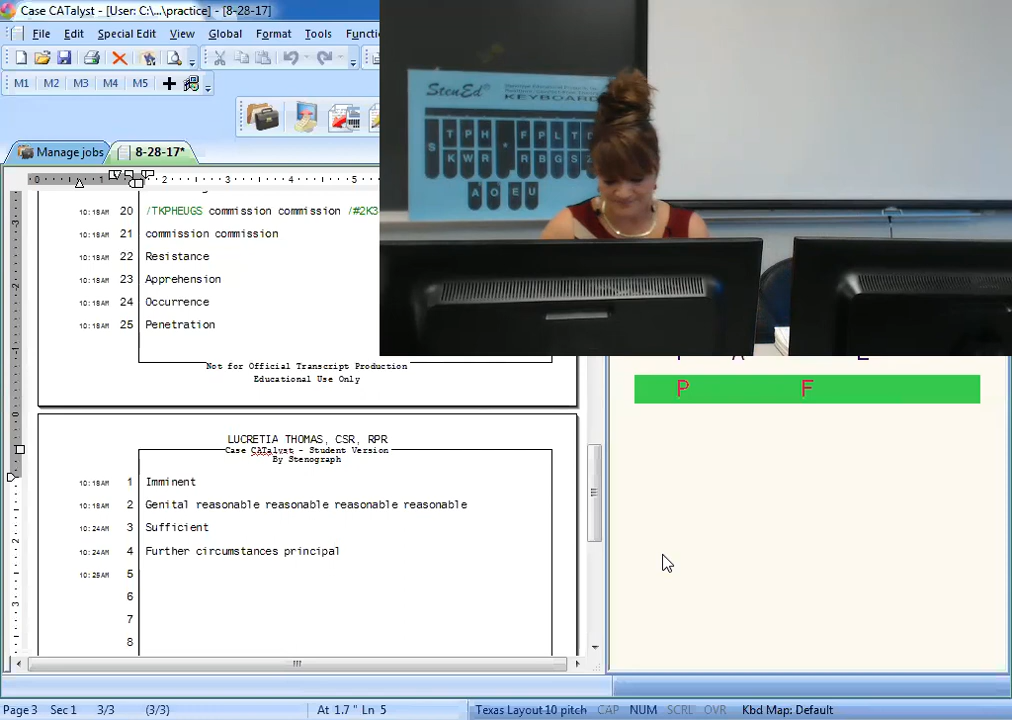 Case CATalyst - [User: C:\...\practice] - [8-28-17]
File Edit Special Edit View Global Format Tools
M1 M2 M3 M4 M5
Manage jobs 8-28-17*
10:18AM 20 /TKPHEUGS commission commission /#2K3
10:18AM 21 commission commission
10:18AM 22 Resistance
10:18AM 23 Apprehension
10:18AM 24 Occurrence
10:18AM 25 Penetration
Not for Official Transcript Production
Educational Use Only
LUCRETIA THOMAS, CSR, RPR
Case CATalyst - Student Version
By Stenograph
10:18AM 1 Imminent
10:18AM 2 Genital reasonable reasonable reasonable reasonable
10:24AM 3 Sufficient
10:24AM 4 Further circumstances principal
10:25AM 5
6
7
8
StenEd
KEYBOARD
S T P H * F P L T D
K W R R B G S Z
A O E U
P F
Page 3 Sec 1 3/3 (3/3) At 1.7 " Ln 5 Texas Layout 10 pitch CAP NUM SCRL OVR Kbd Map: Default